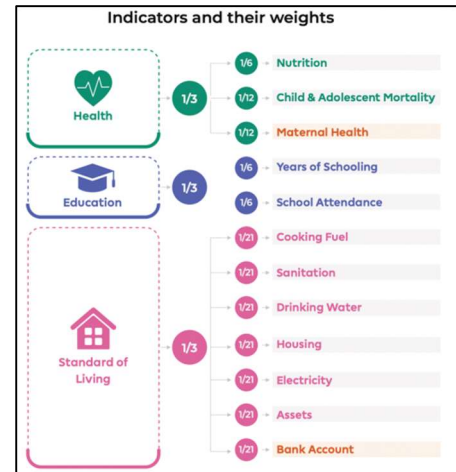 Indicators and their weights
Health
1/3
1/6 Nutrition
1/12 Child & Adolescent Mortality
1/12 Maternal Health
Education
1/3
1/6 Years of Schooling
1/6 School Attendance
Standard of
Living
1/3
1/21 Cooking Fuel
1/21 Sanitation
1/21 Drinking Water
1/21 Housing
1/21 Electricity
1/21 Assets
1/21 Bank Account